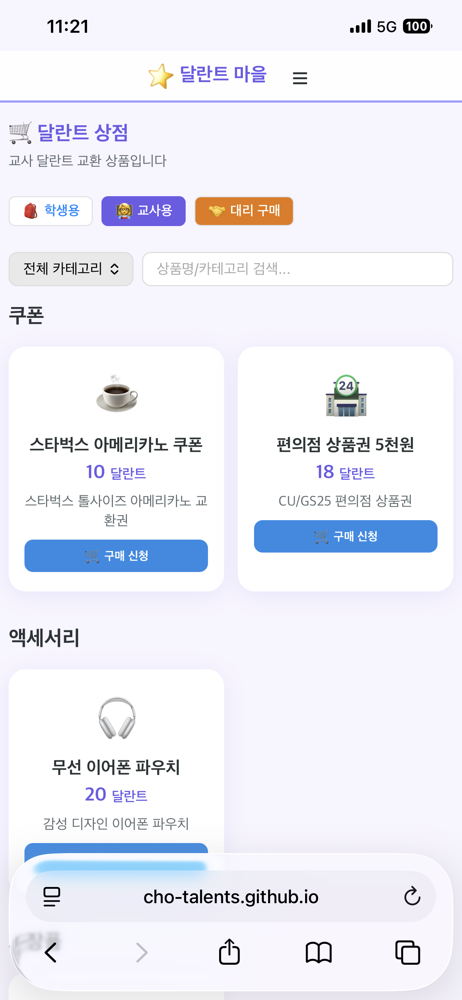 11:21
5G
100
달란트 마을
달란트 상점
교사 달란트 교환 상품입니다
학생용
교사용
대리 구매
전체 카테고리
상품명/카테고리 검색...
쿠폰
스타벅스 아메리카노 쿠폰
10 달란트
스타벅스 톨사이즈 아메리카노 교
환권
구매 신청
24
편의점 상품권 5천원
18 달란트
CU/GS25 편의점 상품권
구매 신청
액세서리
무선 이어폰 파우치
20 달란트
감성 디자인 이어폰 파우치
cho-talents.github.io